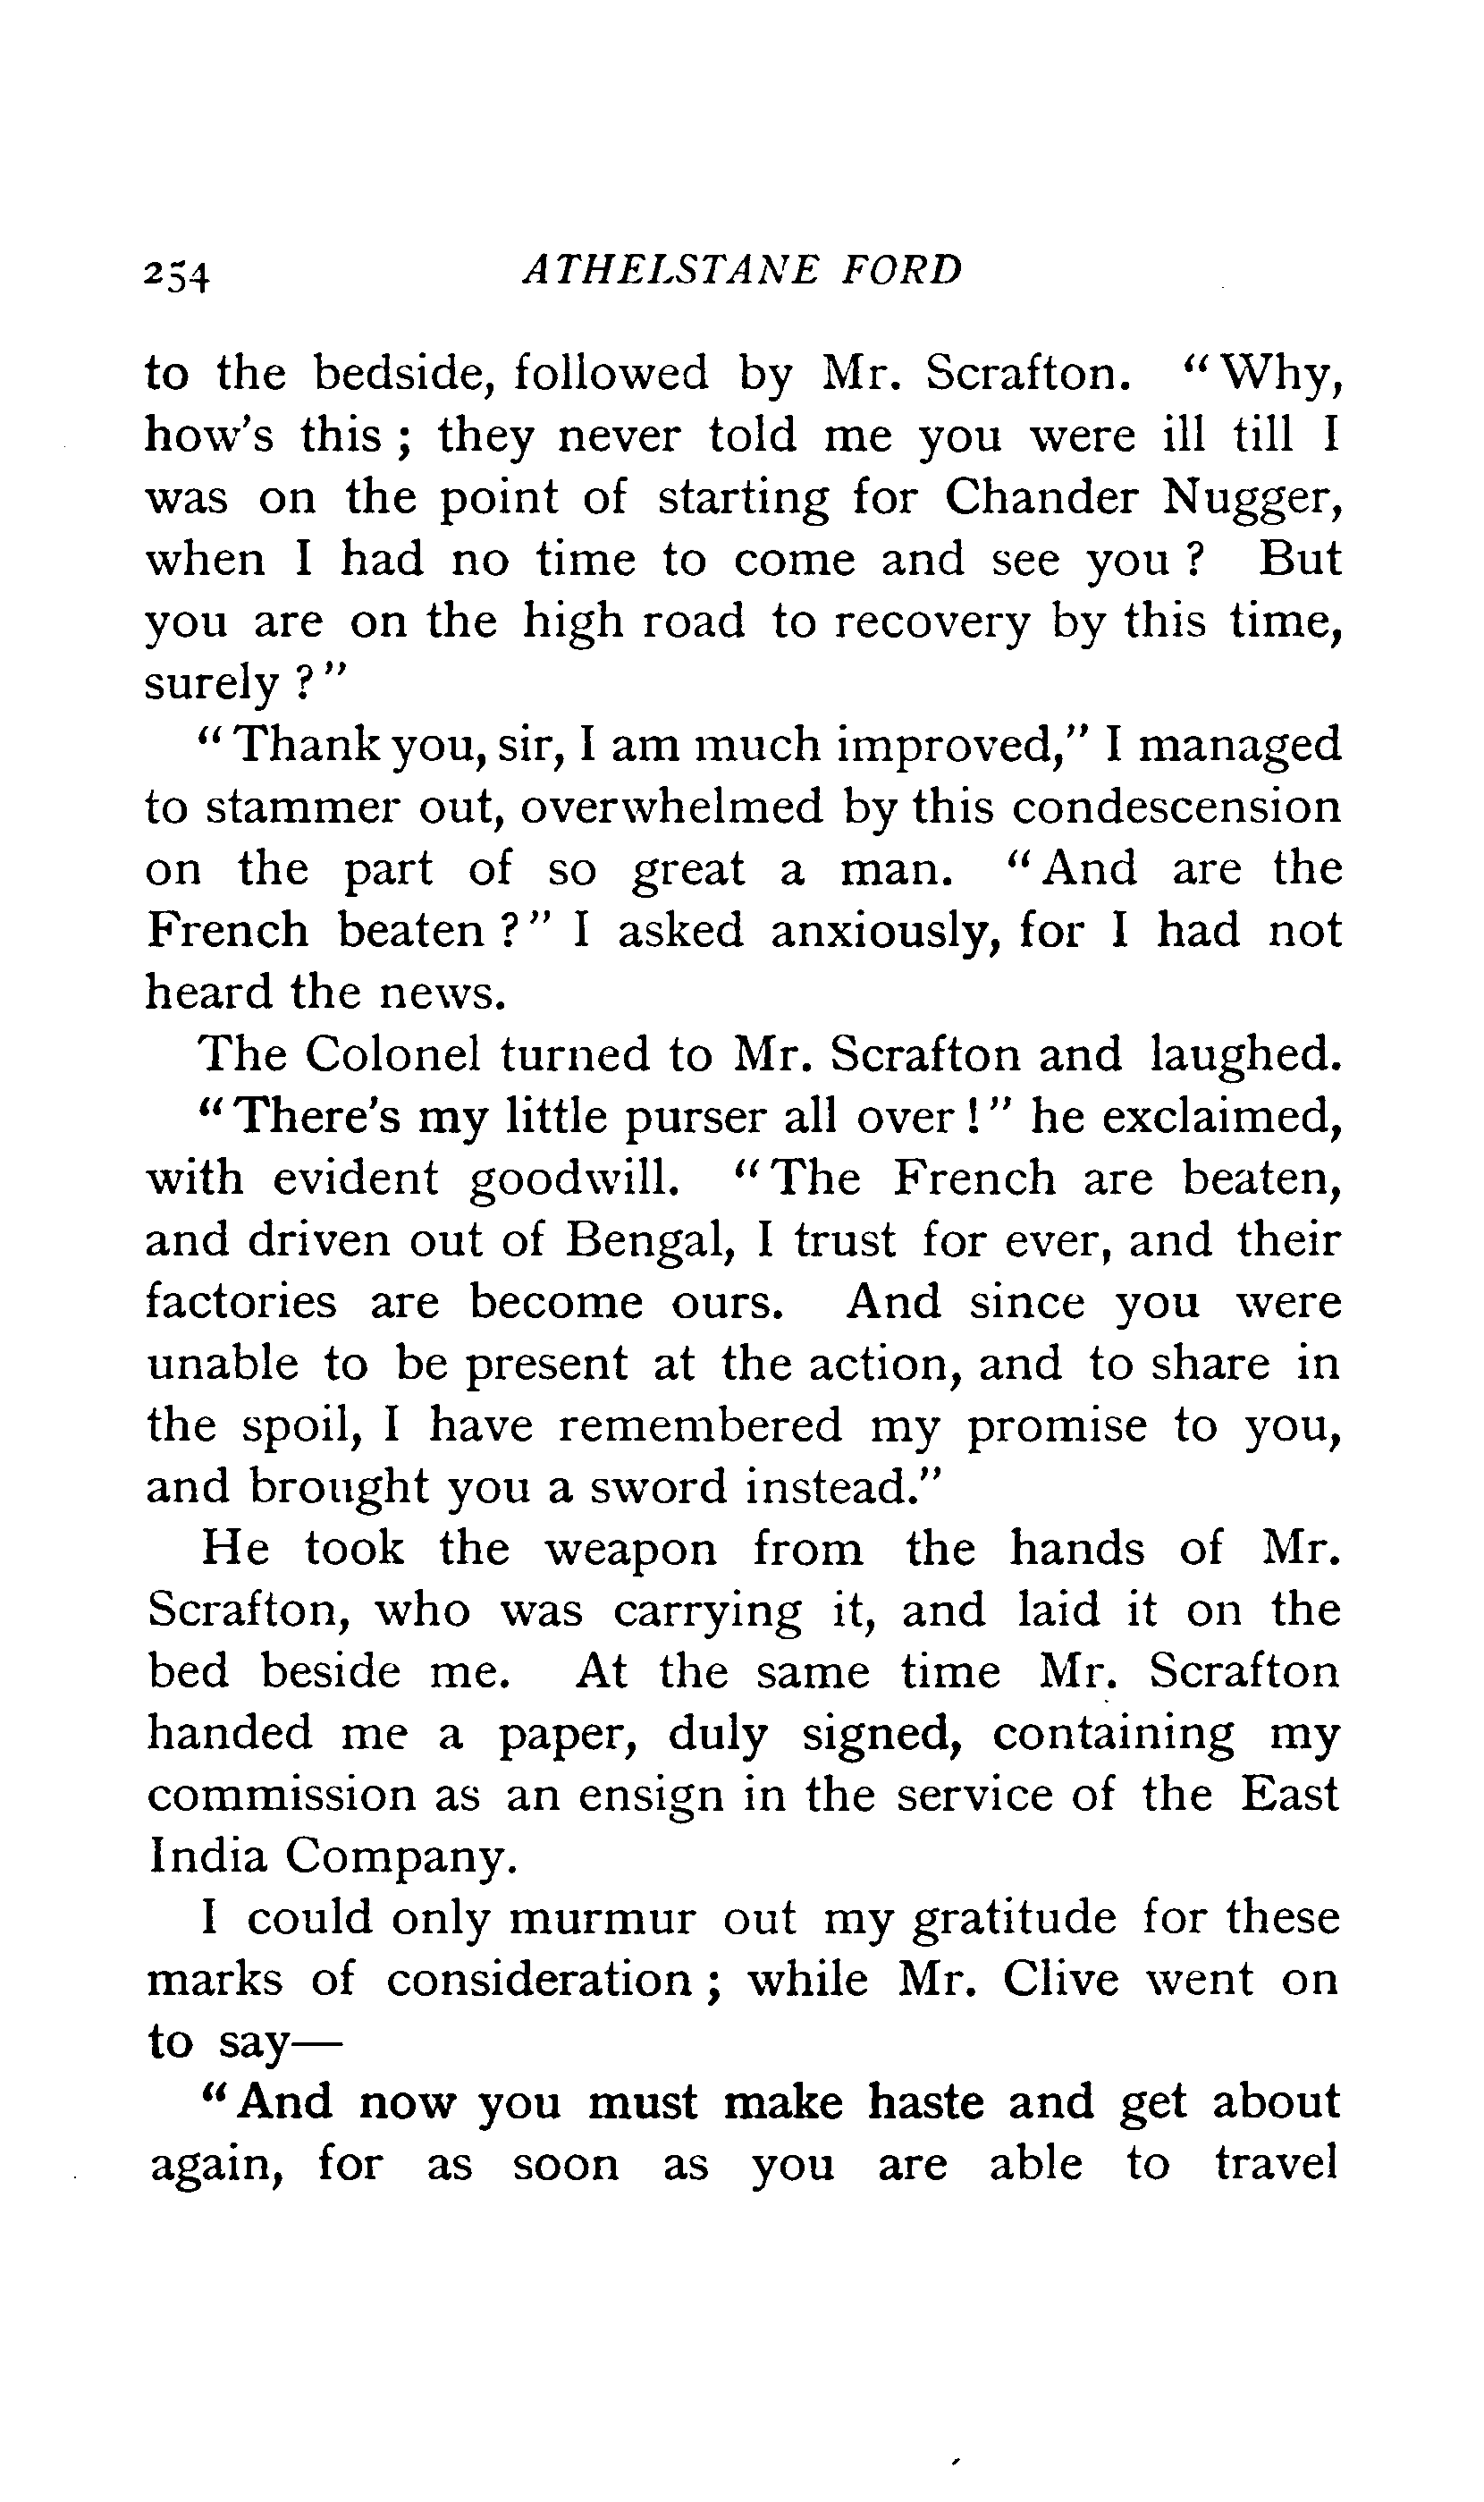 254 ATHELSTANE FORD
to the bedside, followed by Mr. Scrafton. "Why,
how's this; they never told me you were ill till I
was on the point of starting for Chander Nugger,
when I had no time to come and see you? But
you are on the high road to recovery by this time,
surely?"
"Thank you, sir, I am much improved," I managed
to stammer out, overwhelmed by this condescension
on the part of so great a man. "And are the
French beaten?" I asked anxiously, for I had not
heard the news.
The Colonel turned to Mr. Scrafton and laughed.
"There's my little purser all over!" he exclaimed,
with evident goodwill. "The French are beaten,
and driven out of Bengal, I trust for ever, and their
factories are become ours. And since you were
unable to be present at the action, and to share in
the spoil, I have remembered my promise to you,
and brought you a sword instead."
He took the weapon from the hands of Mr.
Scrafton, who was carrying it, and laid it on the
bed beside me. At the same time Mr. Scrafton
handed me a paper, duly signed, containing my
commission as an ensign in the service of the East
India Company.
I could only murmur out my gratitude for these
marks of consideration; while Mr. Clive went on
to say—
"And now you must make haste and get about
again, for as soon as you are able to travel